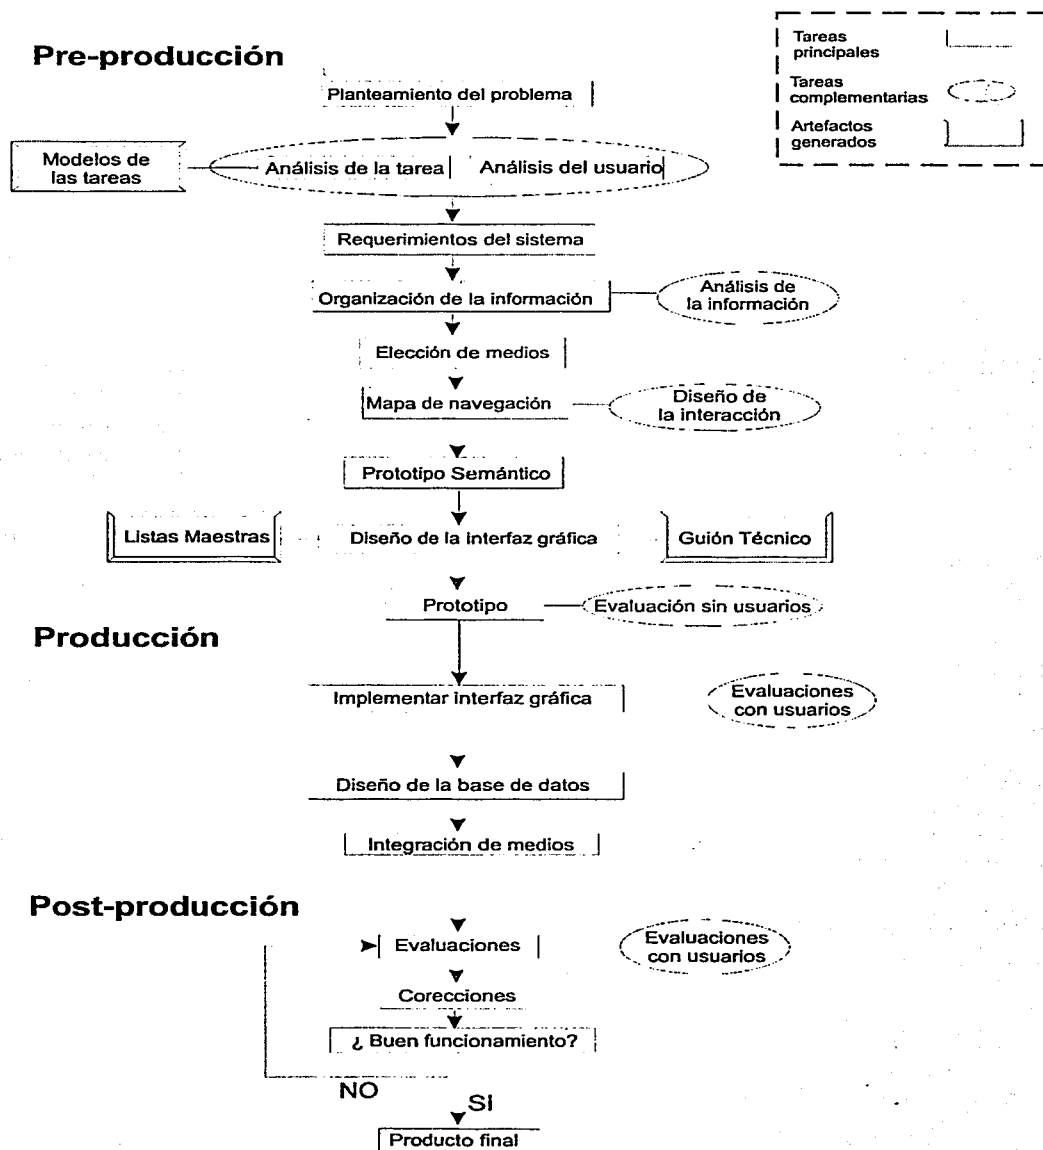 Pre-producción
Tareas
principales
Tareas
complementarias
Artefactos
generados
Planteamiento del problema
Modelos de
las tareas
Análisis de la tarea
Análisis del usuario
Requerimientos del sistema
Organización de la información
Análisis de
la información
Elección de medios
Mapa de navegación
Diseño de
la interacción
Prototipo Semántico
Listas Maestras
Diseño de la interfaz gráfica
Guión Técnico
Prototipo
Evaluación sin usuarios
Producción
Implementar interfaz gráfica
Evaluaciones
con usuarios
Diseño de la base de datos
Integración de medios
Post-producción
Evaluaciones
Evaluaciones
con usuarios
Corecciones
¿ Buen funcionamiento?
NO
SI
Producto final